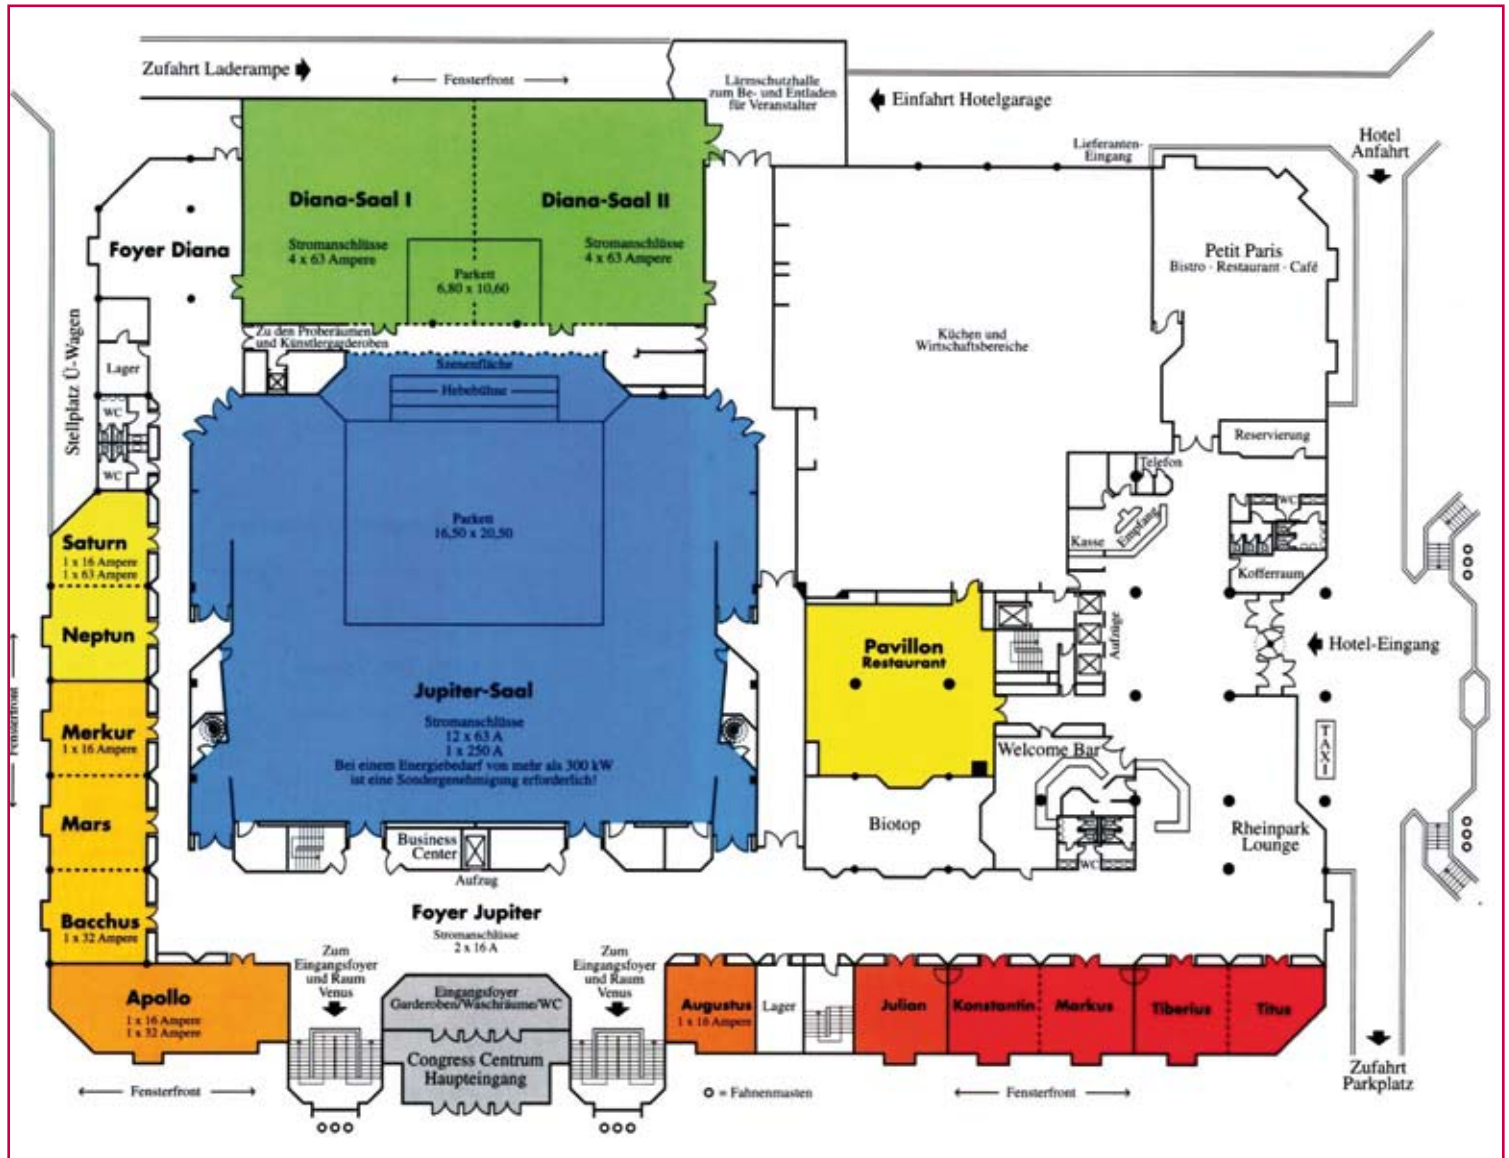 Zufahrt Laderampe
Fensterfront
Lärmschutzhalle
zum Be- und Entladen
für Veranstalter
Einfahrt Hotelgarage
Lieferanten-
Eingang
Hotel
Anfahrt
Diana-Saal I
Stromanschlüsse
4 x 63 Ampere
Diana-Saal II
Stromanschlüsse
4 x 63 Ampere
Parkett
6,80 x 10,60
Foyer Diana
Zu den Proberäumen
und Künstlergarderoben
Stellplatz Ü-Wagen
Lager
WC
WC
Szenenfläche
Hebebühne
Parkett
16,50 x 20,50
Jupiter-Saal
Stromanschlüsse
12 x 63 A
1 x 250 A
Bei einem Energiebedarf von mehr als 300 kW
ist eine Sondergenehmigung erforderlich!
Küchen und
Wirtschaftsbereiche
Petit Paris
Bistro · Restaurant · Café
Reservierung
Telefon
Empfang
Kasse
WC
Kofferraum
Aufzüge
Hotel-Eingang
TAXI
Pavillon
Restaurant
Welcome Bar
Biotop
WC
Rheinpark
Lounge
Saturn
1 x 16 Ampere
1 x 63 Ampere
Neptun
Fensterfront
Merkur
1 x 16 Ampere
Mars
Bacchus
1 x 32 Ampere
Business
Center
Aufzug
Foyer Jupiter
Stromanschlüsse
2 x 16 A
Apollo
1 x 16 Ampere
1 x 32 Ampere
Zum
Eingangsfoyer
und Raum
Venus
Eingangsfoyer
Garderoben/Waschräume/WC
Congress Centrum
Haupteingang
Zum
Eingangsfoyer
und Raum
Venus
Augustus
1 x 16 Ampere
Lager
Julian
Konstantin
Markus
Tiberius
Titus
Fensterfront
= Fahnenmasten
Fensterfront
Zufahrt
Parkplatz